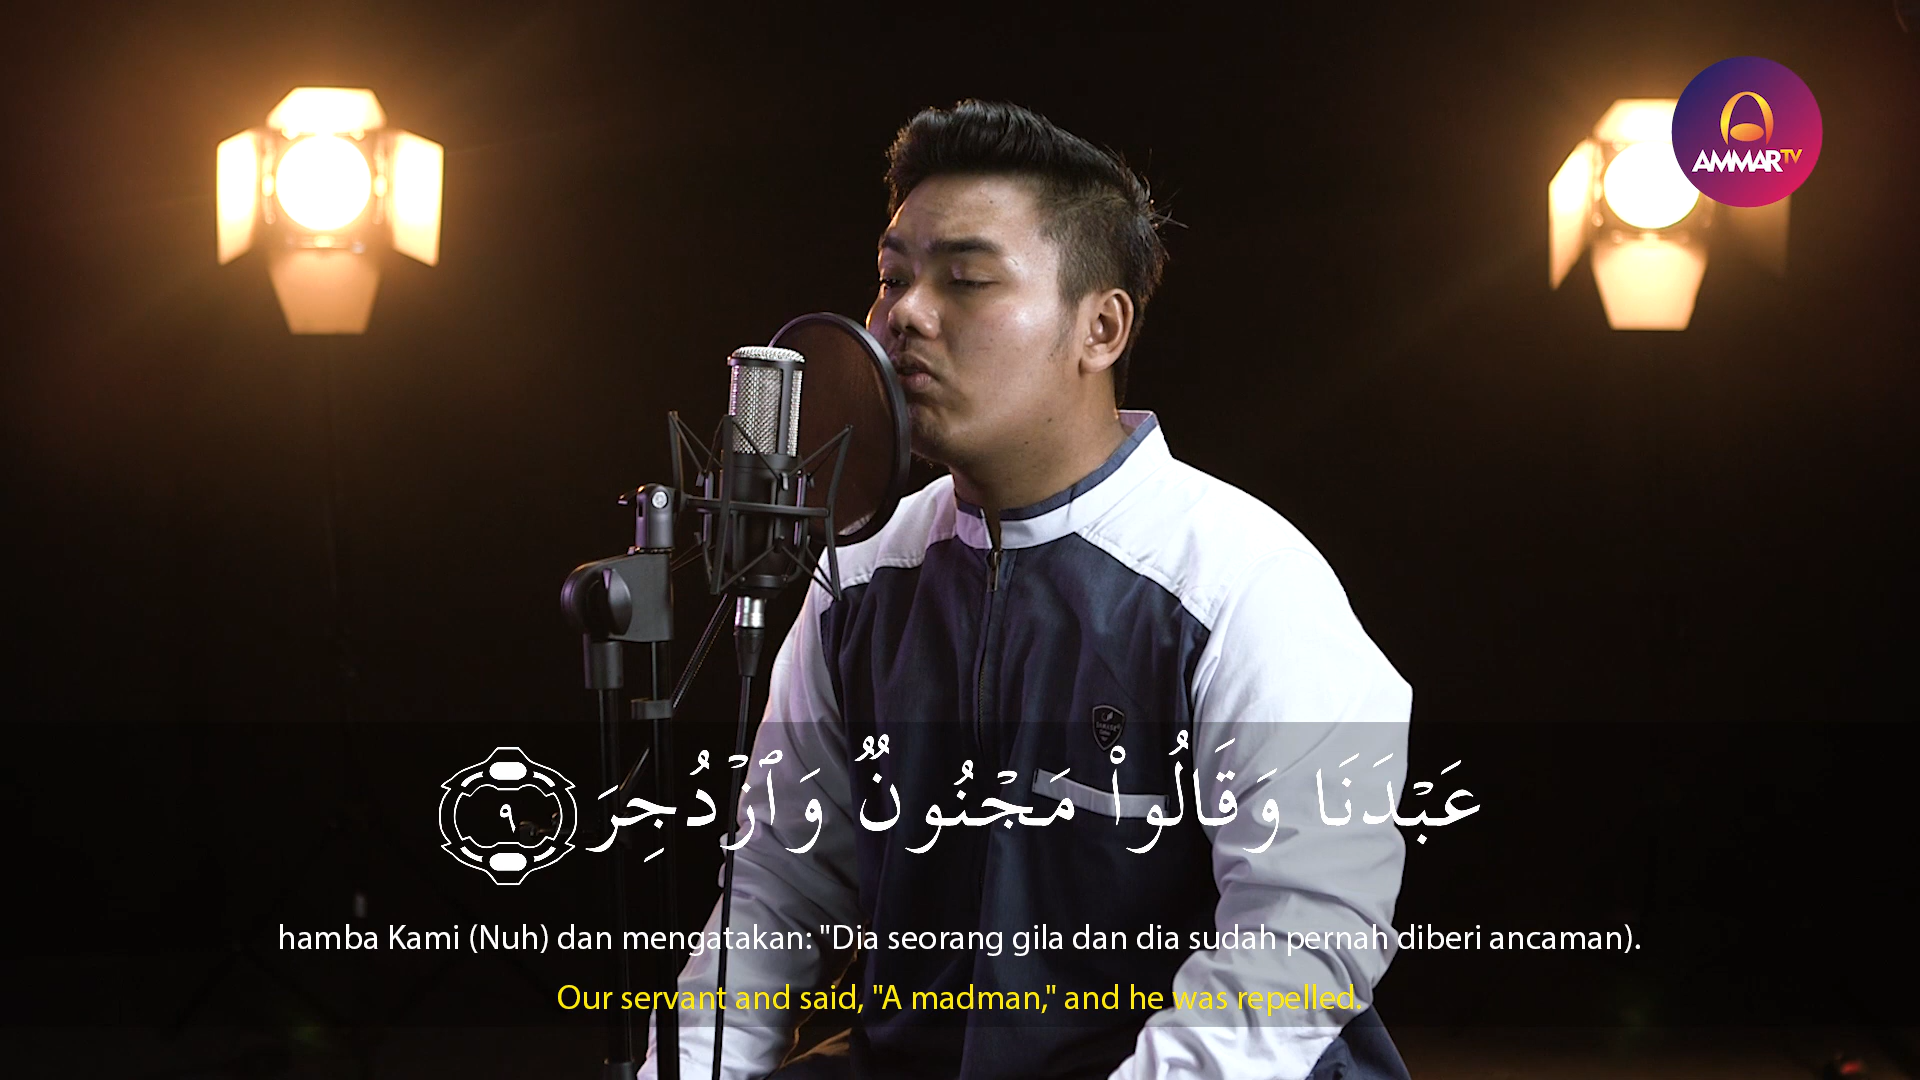 AMMARTV
عَبْدَنَا وَقَالُوا۟ مَجْنُونٌۭ وَٱزْدُجِرَ ٩
hamba Kami (Nuh) dan mengatakan: "Dia seorang gila dan dia sudah pernah diberi ancaman).
Our servant and said, "A madman," and he was repelled.